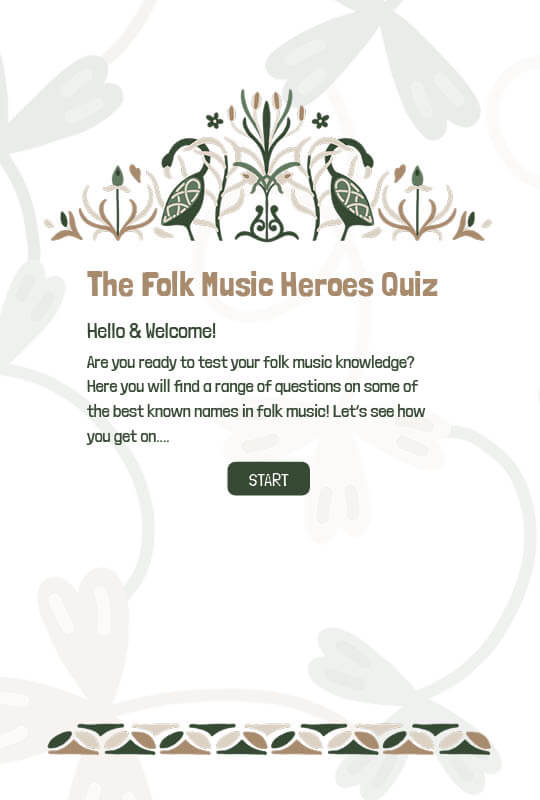 The Folk Music Heroes Quiz
Hello & Welcome!
Are you ready to test your folk music knowledge?
Here you will find a range of questions on some of
the best known names in folk music! Let's see how
you get on....
START